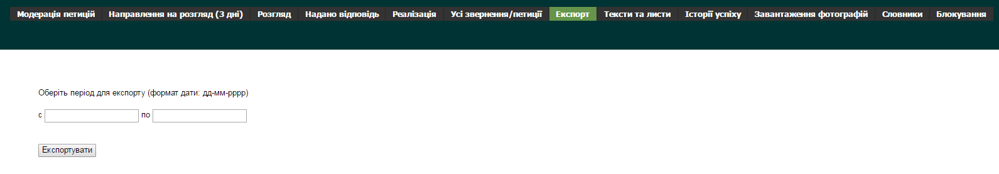 Модерація петицій Направлення на розгляд (3 дні) Розгляд Надано відповідь Реалізація Усі звернення/петиції Експорт Тексти та листи Історії успіху Завантаження фотографій Словники Блокування
Оберіть період для експорту (формат дати: дд-мм-рррр)
с по
Експортувати